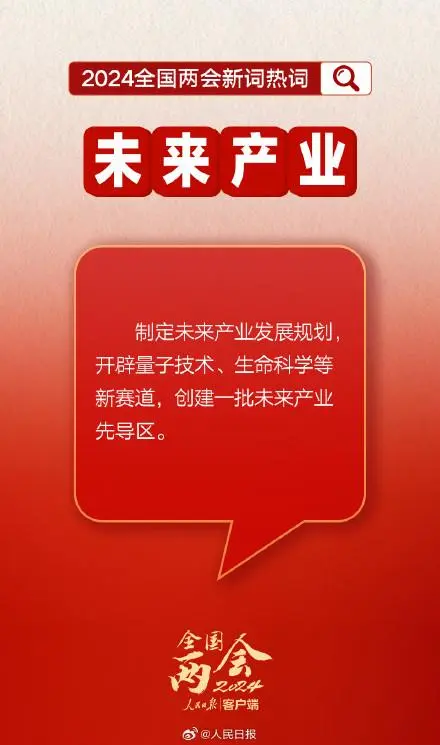 2024全国两会新词热词
未来产业
制定未来产业发展规划，
开辟量子技术、生命科学等
新赛道，创建一批未来产业
先导区。
全国
两会
2024
人民日报 客户端
@人民日报